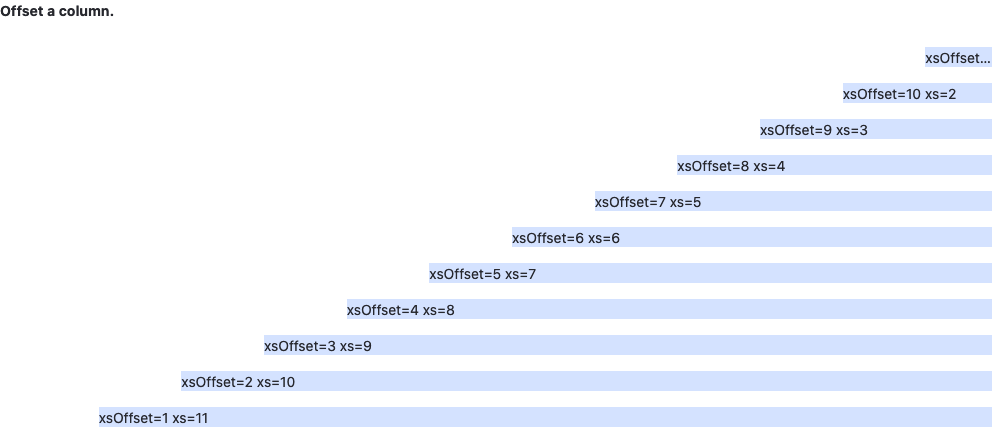 Offset a column.
xsOffset...
xsOffset=10 xs=2
xsOffset=9 xs=3
xsOffset=8 xs=4
xsOffset=7 xs=5
xsOffset=6 xs=6
xsOffset=5 xs=7
xsOffset=4 xs=8
xsOffset=3 xs=9
xsOffset=2 xs=10
xsOffset=1 xs=11